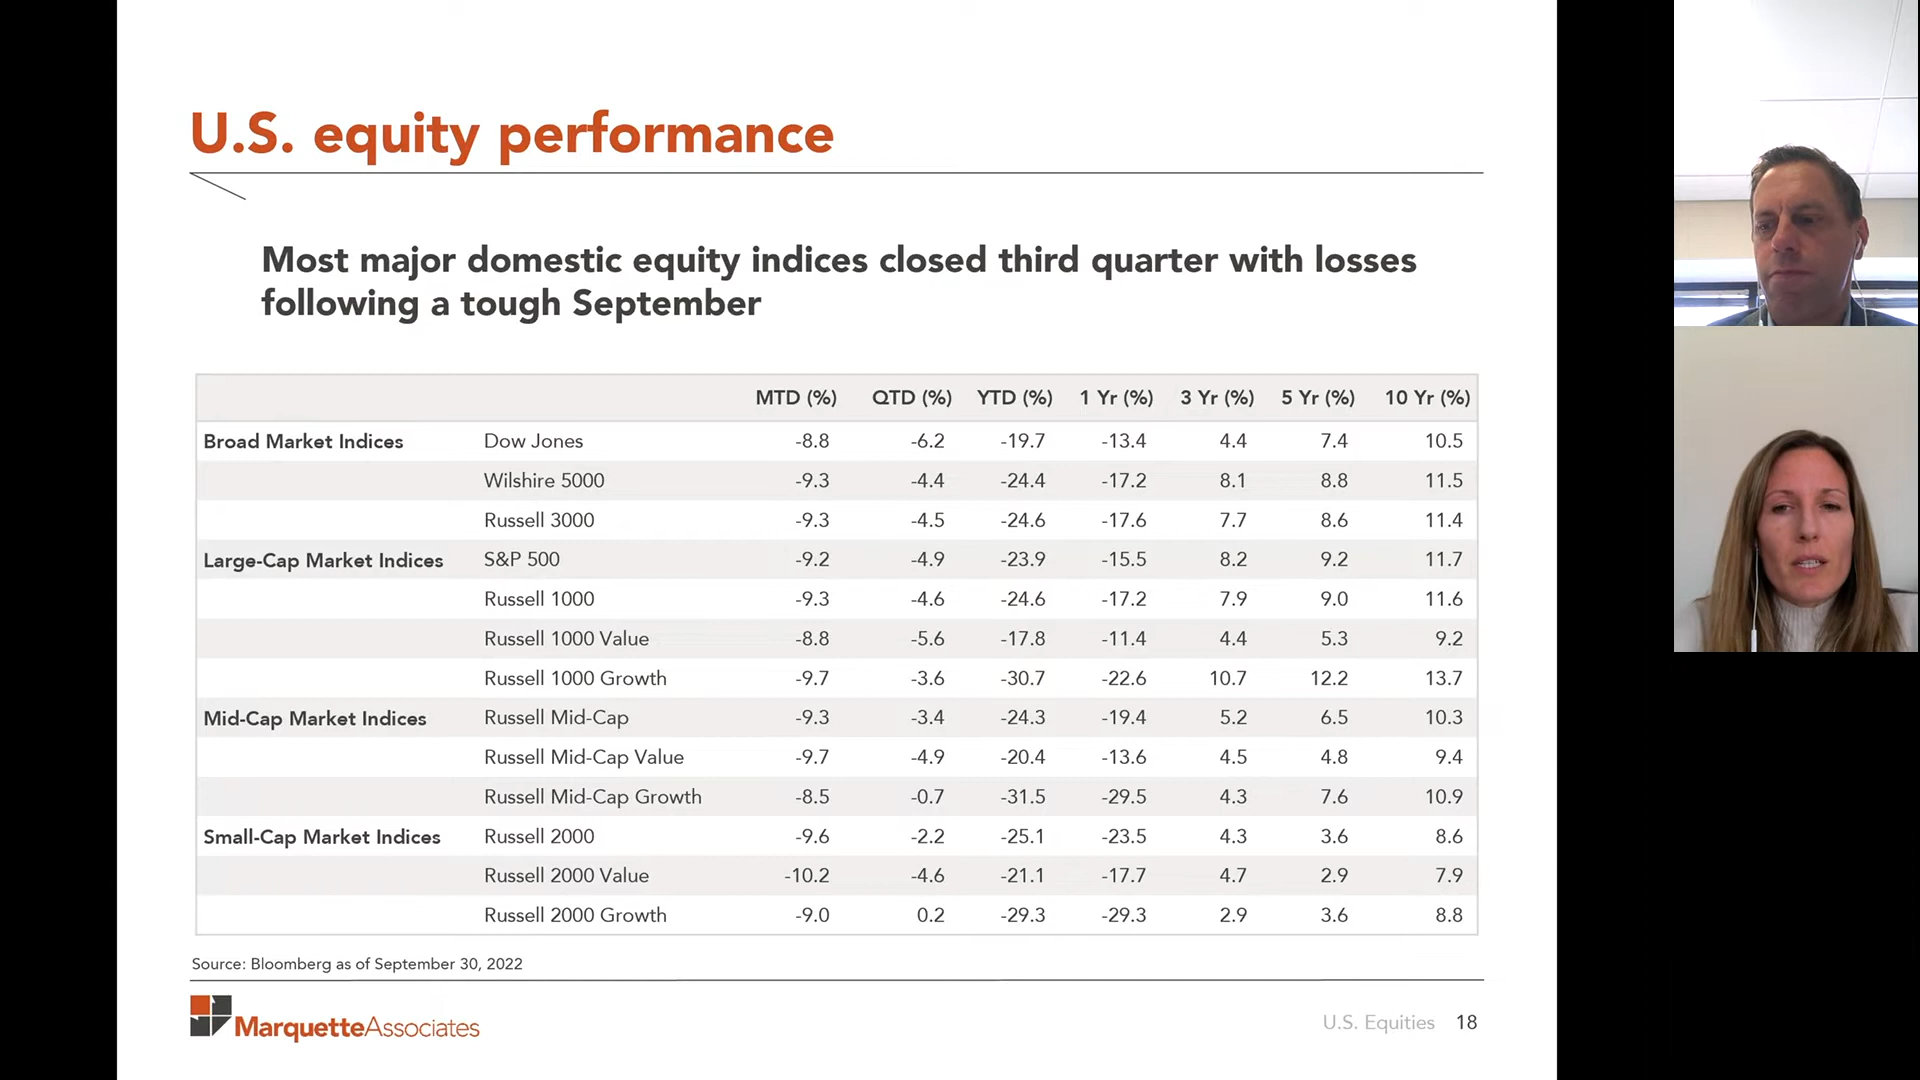 U.S. equity performance
Most major domestic equity indices closed third quarter with losses
following a tough September
MTD (%) QTD (%) YTD (%) 1 Yr (%) 3 Yr (%) 5 Yr (%) 10 Yr (%)
Broad Market Indices Dow Jones -8.8 -6.2 -19.7 -13.4 4.4 7.4 10.5
Wilshire 5000 -9.3 -4.4 -24.4 -17.2 8.1 8.8 11.5
Russell 3000 -9.3 -4.5 -24.6 -17.6 7.7 8.6 11.4
Large-Cap Market Indices S&P 500 -9.2 -4.9 -23.9 -15.5 8.2 9.2 11.7
Russell 1000 -9.3 -4.6 -24.6 -17.2 7.9 9.0 11.6
Russell 1000 Value -8.8 -5.6 -17.8 -11.4 4.4 5.3 9.2
Russell 1000 Growth -9.7 -3.6 -30.7 -22.6 10.7 12.2 13.7
Mid-Cap Market Indices Russell Mid-Cap -9.3 -3.4 -24.3 -19.4 5.2 6.5 10.3
Russell Mid-Cap Value -9.7 -4.9 -20.4 -13.6 4.5 4.8 9.4
Russell Mid-Cap Growth -8.5 -0.7 -31.5 -29.5 4.3 7.6 10.9
Small-Cap Market Indices Russell 2000 -9.6 -2.2 -25.1 -23.5 4.3 3.6 8.6
Russell 2000 Value -10.2 -4.6 -21.1 -17.7 4.7 2.9 7.9
Russell 2000 Growth -9.0 0.2 -29.3 -29.3 2.9 3.6 8.8
Source: Bloomberg as of September 30, 2022
MarquetteAssociates
U.S. Equities 18